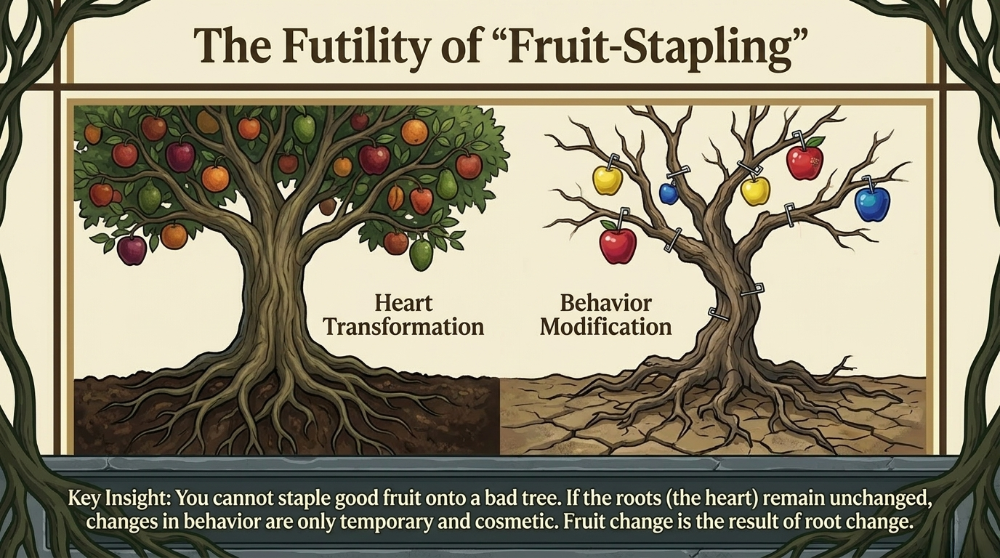 The Futility of “Fruit-Stapling”
Heart
Transformation
Behavior
Modification
Key Insight: You cannot staple good fruit onto a bad tree. If the roots (the heart) remain unchanged,
changes in behavior are only temporary and cosmetic. Fruit change is the result of root change.